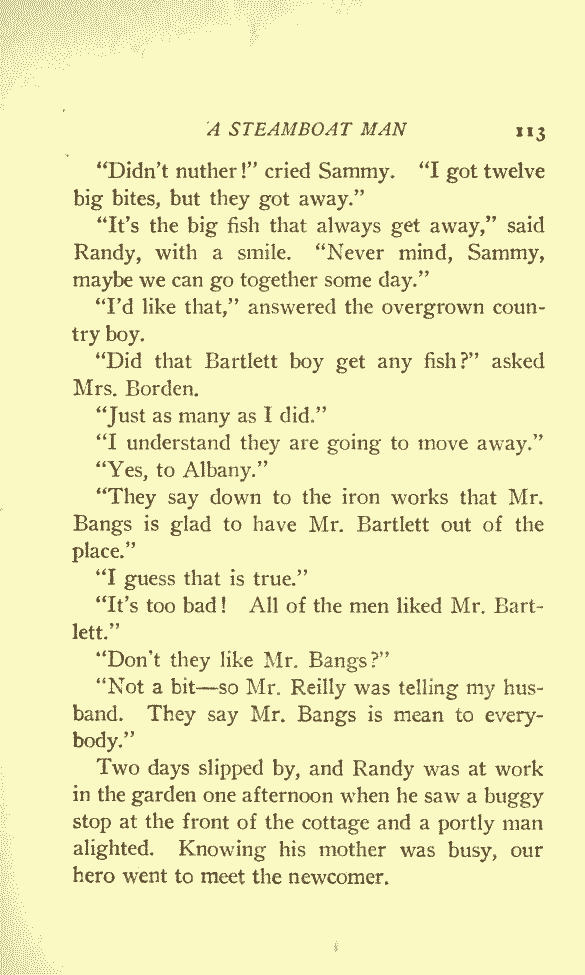 A STEAMBOAT MAN 113
"Didn't nuther!" cried Sammy. "I got twelve
big bites, but they got away."
"It's the big fish that always get away," said
Randy, with a smile. "Never mind, Sammy,
maybe we can go together some day."
"I'd like that," answered the overgrown coun-
try boy.
"Did that Bartlett boy get any fish?" asked
Mrs. Borden.
"Just as many as I did."
"I understand they are going to move away."
"Yes, to Albany."
"They say down to the iron works that Mr.
Bangs is glad to have Mr. Bartlett out of the
place."
"I guess that is true."
"It's too bad! All of the men liked Mr. Bart-
lett."
"Don't they like Mr. Bangs?"
"Not a bit—so Mr. Reilly was telling my hus-
band. They say Mr. Bangs is mean to every-
body."
Two days slipped by, and Randy was at work
in the garden one afternoon when he saw a buggy
stop at the front of the cottage and a portly man
alighted. Knowing his mother was busy, our
hero went to meet the newcomer.